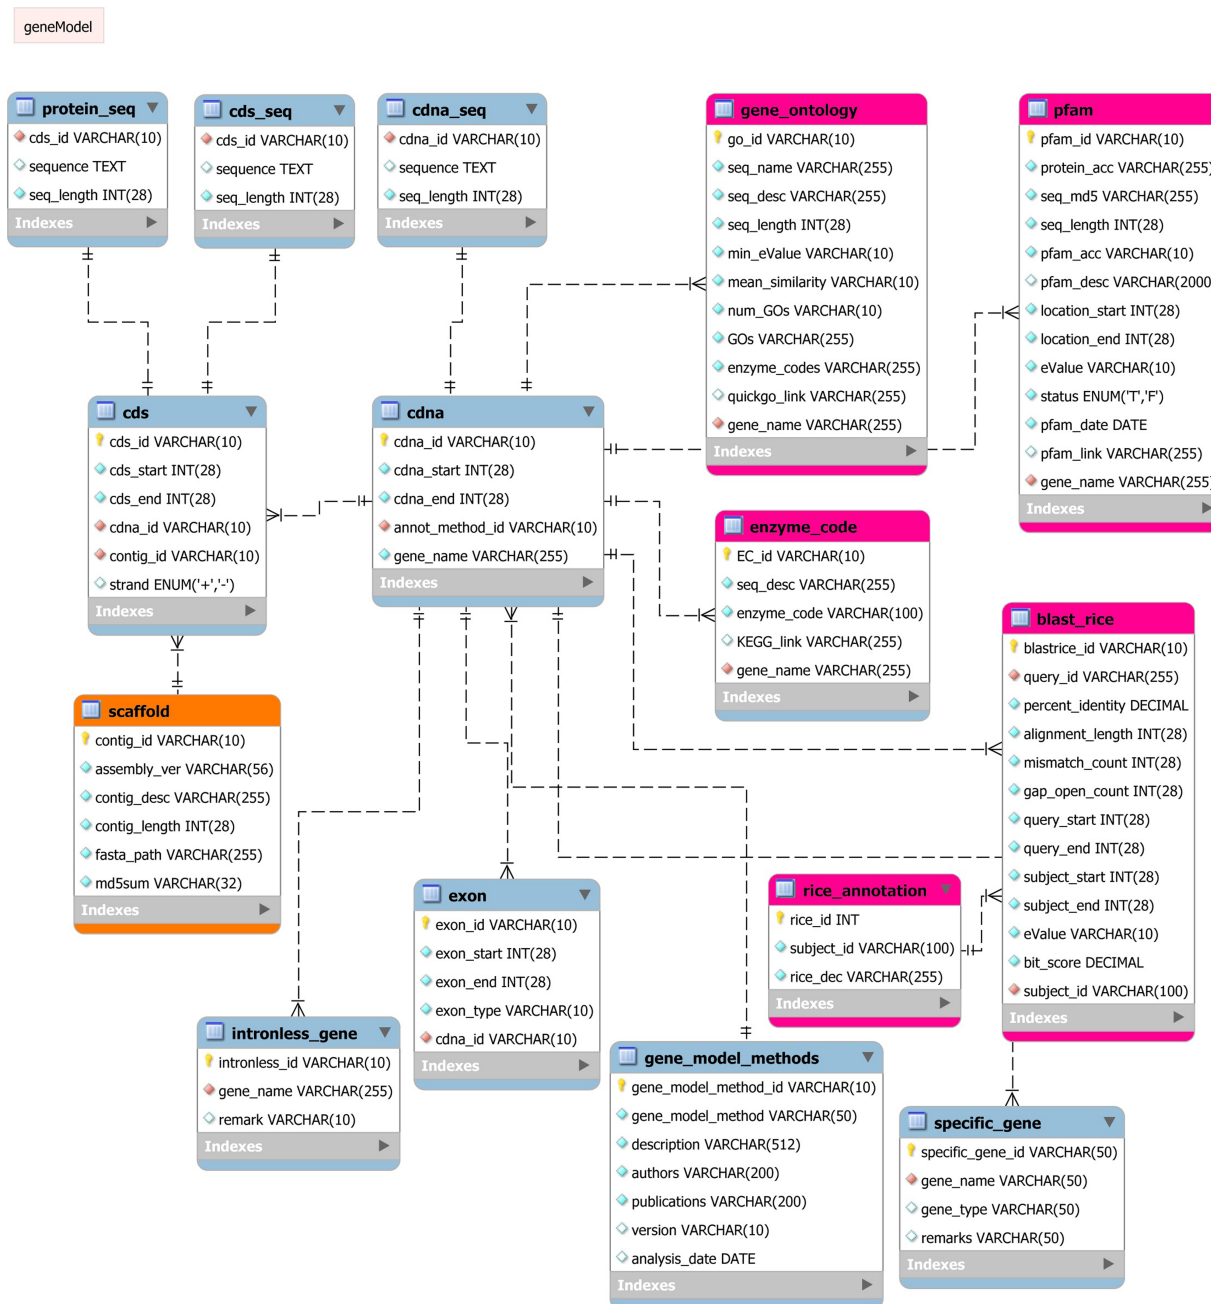 geneModel
protein_seq
cds_id VARCHAR(10)
sequence TEXT
seq_length INT(28)
Indexes
cds_seq
cds_id VARCHAR(10)
sequence TEXT
seq_length INT(28)
Indexes
cdna_seq
cdna_id VARCHAR(10)
sequence TEXT
seq_length INT(28)
Indexes
gene_ontology
go_id VARCHAR(10)
seq_name VARCHAR(255)
seq_desc VARCHAR(255)
seq_length INT(28)
min_eValue VARCHAR(10)
mean_similarity VARCHAR(10)
num_GOs VARCHAR(10)
GOs VARCHAR(255)
enzyme_codes VARCHAR(255)
quickgo_link VARCHAR(255)
gene_name VARCHAR(255)
Indexes
pfam
pfam_id VARCHAR(10)
protein_acc VARCHAR(255)
seq_md5 VARCHAR(255)
seq_length INT(28)
pfam_acc VARCHAR(10)
pfam_desc VARCHAR(2000
location_start INT(28)
location_end INT(28)
eValue VARCHAR(10)
status ENUM('T','F')
pfam_date DATE
pfam_link VARCHAR(255)
gene_name VARCHAR(255)
Indexes
cds
cds_id VARCHAR(10)
cds_start INT(28)
cds_end INT(28)
cdna_id VARCHAR(10)
contig_id VARCHAR(10)
strand ENUM('+','-')
Indexes
cdna
cdna_id VARCHAR(10)
cdna_start INT(28)
cdna_end INT(28)
annot_method_id VARCHAR(10)
gene_name VARCHAR(255)
Indexes
enzyme_code
EC_id VARCHAR(10)
seq_desc VARCHAR(255)
enzyme_code VARCHAR(100)
KEGG_link VARCHAR(255)
gene_name VARCHAR(255)
Indexes
blast_rice
blastrice_id VARCHAR(10)
query_id VARCHAR(255)
percent_identity DECIMAL
alignment_length INT(28)
mismatch_count INT(28)
gap_open_count INT(28)
query_start INT(28)
query_end INT(28)
subject_start INT(28)
subject_end INT(28)
eValue VARCHAR(10)
bit_score DECIMAL
subject_id VARCHAR(100)
Indexes
scaffold
contig_id VARCHAR(10)
assembly_ver VARCHAR(56)
contig_desc VARCHAR(255)
contig_length INT(28)
fasta_path VARCHAR(255)
md5sum VARCHAR(32)
Indexes
exon
exon_id VARCHAR(10)
exon_start INT(28)
exon_end INT(28)
exon_type VARCHAR(10)
cdna_id VARCHAR(10)
Indexes
rice_annotation
rice_id INT
subject_id VARCHAR(100)
rice_dec VARCHAR(255)
Indexes
intronless_gene
intronless_id VARCHAR(10)
gene_name VARCHAR(255)
remark VARCHAR(10)
Indexes
gene_model_methods
gene_model_method_id VARCHAR(10)
gene_model_method VARCHAR(50)
description VARCHAR(512)
authors VARCHAR(200)
publications VARCHAR(200)
version VARCHAR(10)
analysis_date DATE
Indexes
specific_gene
specific_gene_id VARCHAR(50)
gene_name VARCHAR(50)
gene_type VARCHAR(50)
remarks VARCHAR(50)
Indexes